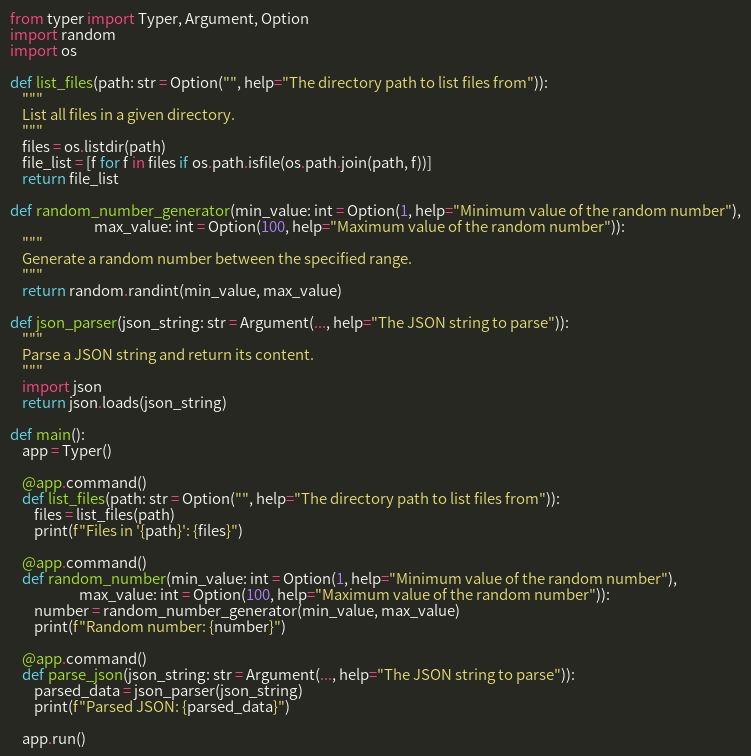 from typer import Typer, Argument, Option
import random
import os

def list_files(path: str = Option("", help="The directory path to list files from")):
    """
    List all files in a given directory.
    """
    files = os.listdir(path)
    file_list = [f for f in files if os.path.isfile(os.path.join(path, f))]
    return file_list

def random_number_generator(min_value: int = Option(1, help="Minimum value of the random number"),
                            max_value: int = Option(100, help="Maximum value of the random number")):
    """
    Generate a random number between the specified range.
    """
    return random.randint(min_value, max_value)

def json_parser(json_string: str = Argument(..., help="The JSON string to parse")):
    """
    Parse a JSON string and return its content.
    """
    import json
    return json.loads(json_string)

def main():
    app = Typer()

    @app.command()
    def list_files(path: str = Option("", help="The directory path to list files from")):
        files = list_files(path)
        print(f"Files in '{path}': {files}")

    @app.command()
    def random_number(min_value: int = Option(1, help="Minimum value of the random number"),
                      max_value: int = Option(100, help="Maximum value of the random number")):
        number = random_number_generator(min_value, max_value)
        print(f"Random number: {number}")

    @app.command()
    def parse_json(json_string: str = Argument(..., help="The JSON string to parse")):
        parsed_data = json_parser(json_string)
        print(f"Parsed JSON: {parsed_data}")

    app.run()